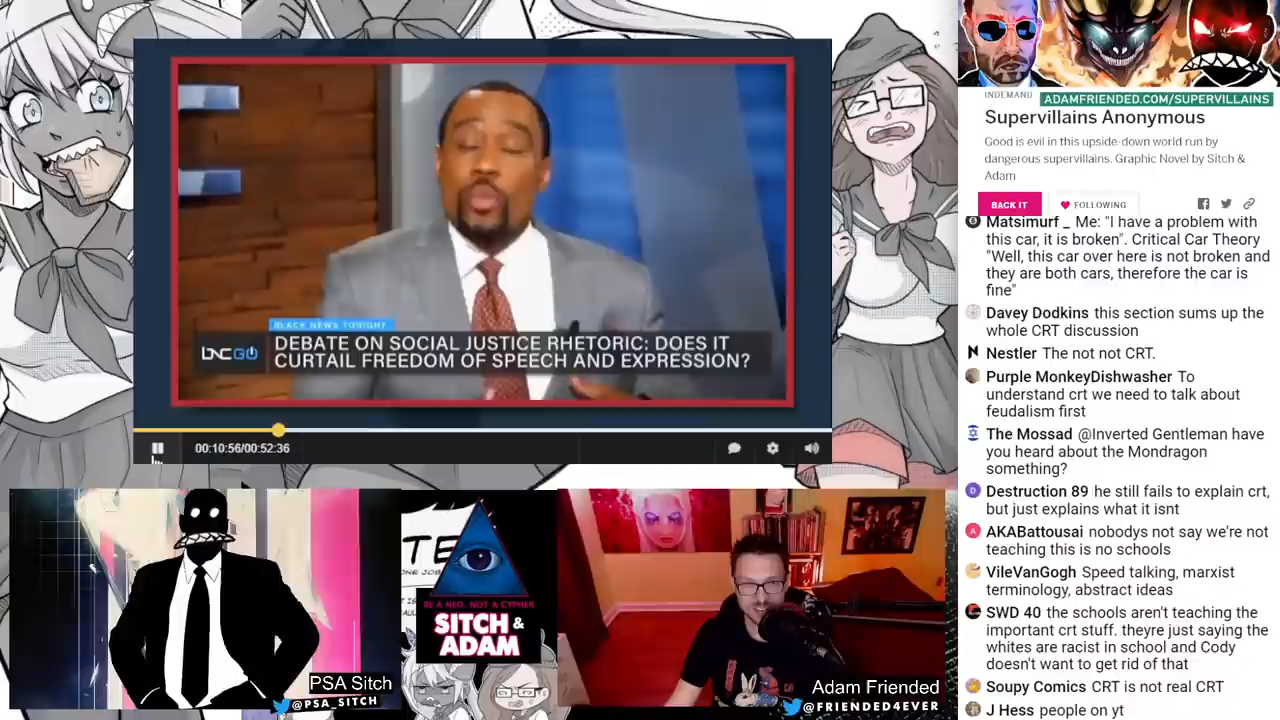 BLACK NEWS TONIGHT
BNCGO
DEBATE ON SOCIAL JUSTICE RHETORIC: DOES IT
CURTAIL FREEDOM OF SPEECH AND EXPRESSION?
00:10:56/00:52:36
TE
ONE JOB
BE A NEO, NOT A CYPHER
SITCH &
ADAM
PSA Sitch
@PSA_SITCH
Adam Friended
@FRIENDED4EVER
INDEMAND
ADAMFRIENDED.COM/SUPERVILLAINS
Supervillains Anonymous
Good is evil in this upside-down world run by
dangerous supervillains. Graphic Novel by Sitch &
Adam
BACK IT
FOLLOWING
Matsimurf _ Me: "I have a problem with
this car, it is broken". Critical Car Theory
"Well, this car over here is not broken and
they are both cars, therefore the car is
fine"
Davey Dodkins this section sums up the
whole CRT discussion
Nestler The not not CRT.
Purple MonkeyDishwasher To
understand crt we need to talk about
feudalism first
The Mossad @Inverted Gentleman have
you heard about the Mondragon
something?
Destruction 89 he still fails to explain crt,
but just explains what it isnt
AKABattousai nobodys not say we're not
teaching this is no schools
VileVanGogh Speed talking, marxist
terminology, abstract ideas
SWD 40 the schools aren't teaching the
important crt stuff. theyre just saying the
whites are racist in school and Cody
doesn't want to get rid of that
Soupy Comics CRT is not real CRT
J Hess people on yt